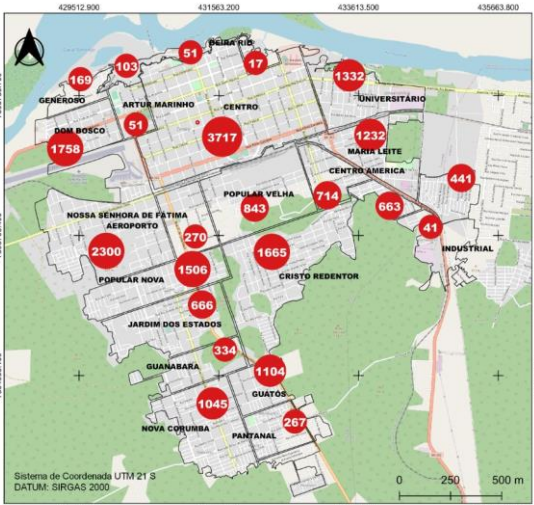 429512.900 431563.200 433613.500 435663.800
BEIRA RIO
51
17
103
169
1332
GENEROSO
ARTUR MARINHO
CENTRO
UNIVERSITÁRIO
DOM BOSCO
51
3717
1232
1758
MARIA LEITE
CENTRO AMERICA
441
POPULAR VELHA
714
663
843
NOSSA SENHORA DE FÁTIMA
AEROPORTO
41
270
2300
1665
INDUSTRIAL
1506
POPULAR NOVA
CRISTO REDENTOR
666
JARDIM DOS ESTADOS
334
GUANABARA
1104
GUATÓS
1045
267
NOVA CORUMBA
PANTANAL
Sistema de Coordenada UTM 21 S
DATUM: SIRGAS 2000
0 250 500 m